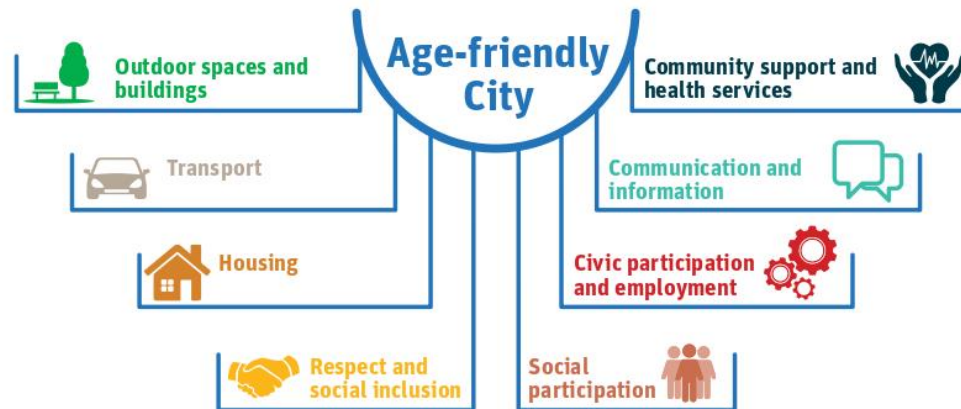 Age-friendly
City
Outdoor spaces and
buildings
Transport
Housing
Respect and
social inclusion
Community support and
health services
Communication and
information
Civic participation
and employment
Social
participation